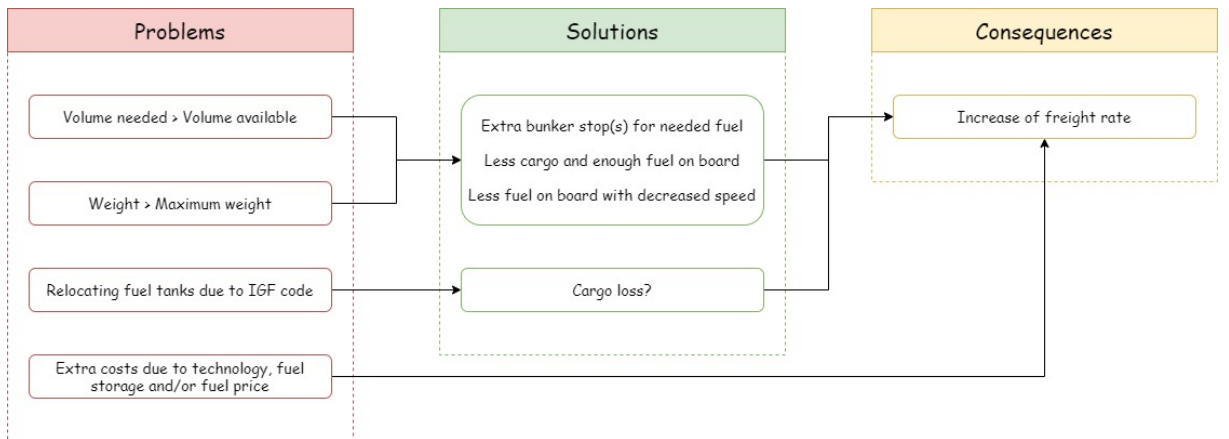 Problems
Solutions
Consequences
Volume needed > Volume available
Weight > Maximum weight
Relocating fuel tanks due to IGF code
Extra costs due to technology, fuel
storage and/or fuel price
Extra bunker stop(s) for needed fuel
Less cargo and enough fuel on board
Less fuel on board with decreased speed
Cargo loss?
Increase of freight rate